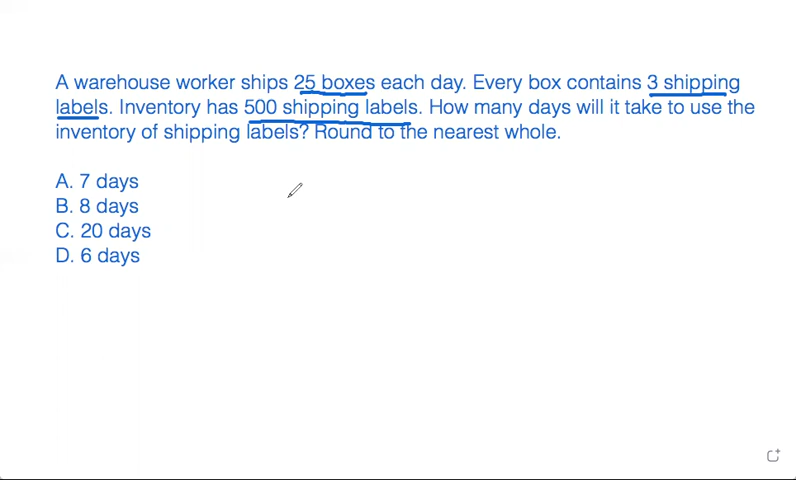 A warehouse worker ships 25 boxes each day. Every box contains 3 shipping
labels. Inventory has 500 shipping labels. How many days will it take to use the
inventory of shipping labels? Round to the nearest whole.
A. 7 days
B. 8 days
C. 20 days
D. 6 days